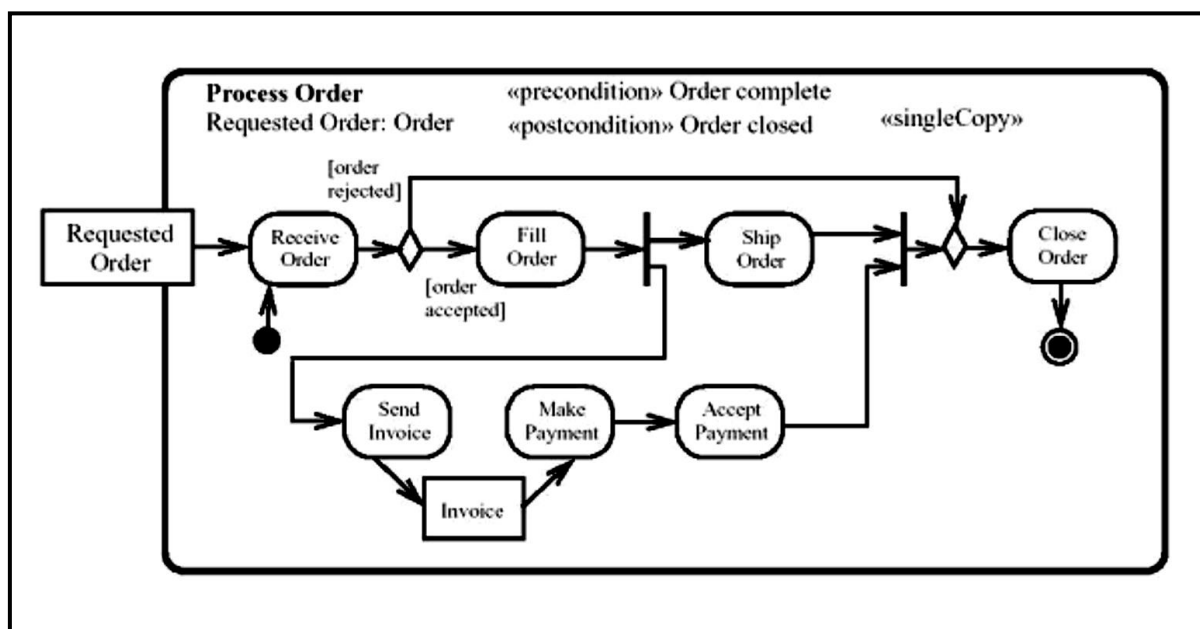 Process Order
Requested Order: Order
«precondition» Order complete
«postcondition» Order closed
«singleCopy»
[order
rejected]
Requested
Order
Receive
Order
Fill
Order
Ship
Order
Close
Order
[order
accepted]
Send
Invoice
Make
Payment
Accept
Payment
Invoice